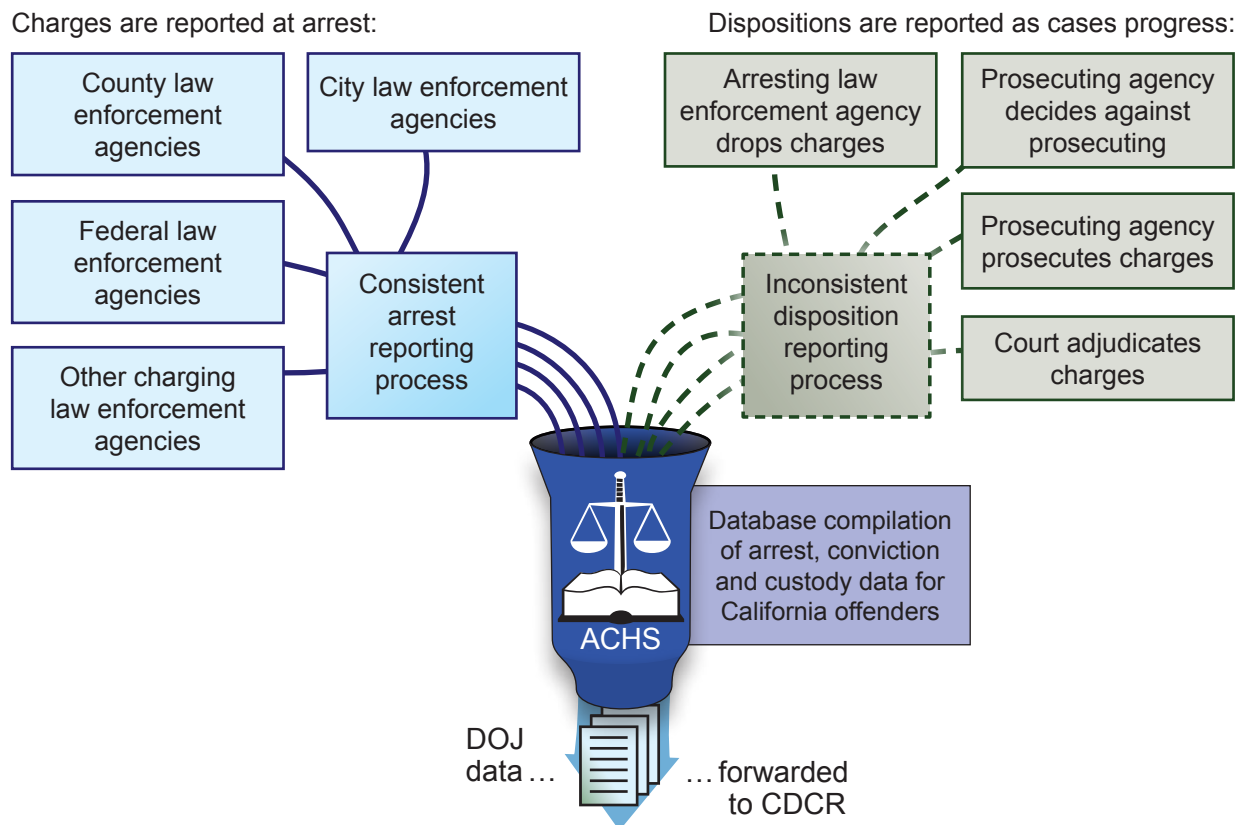 Charges are reported at arrest:
County law
enforcement
agencies
City law enforcement
agencies
Federal law
enforcement
agencies
Other charging
law enforcement
agencies
Consistent
arrest
reporting
process
Dispositions are reported as cases progress:
Arresting law
enforcement agency
drops charges
Prosecuting agency
decides against
prosecuting
Prosecuting agency
prosecutes charges
Court adjudicates
charges
Inconsistent
disposition
reporting
process
ACHS
Database compilation
of arrest, conviction
and custody data for
California offenders
DOJ
data …
… forwarded
to CDCR